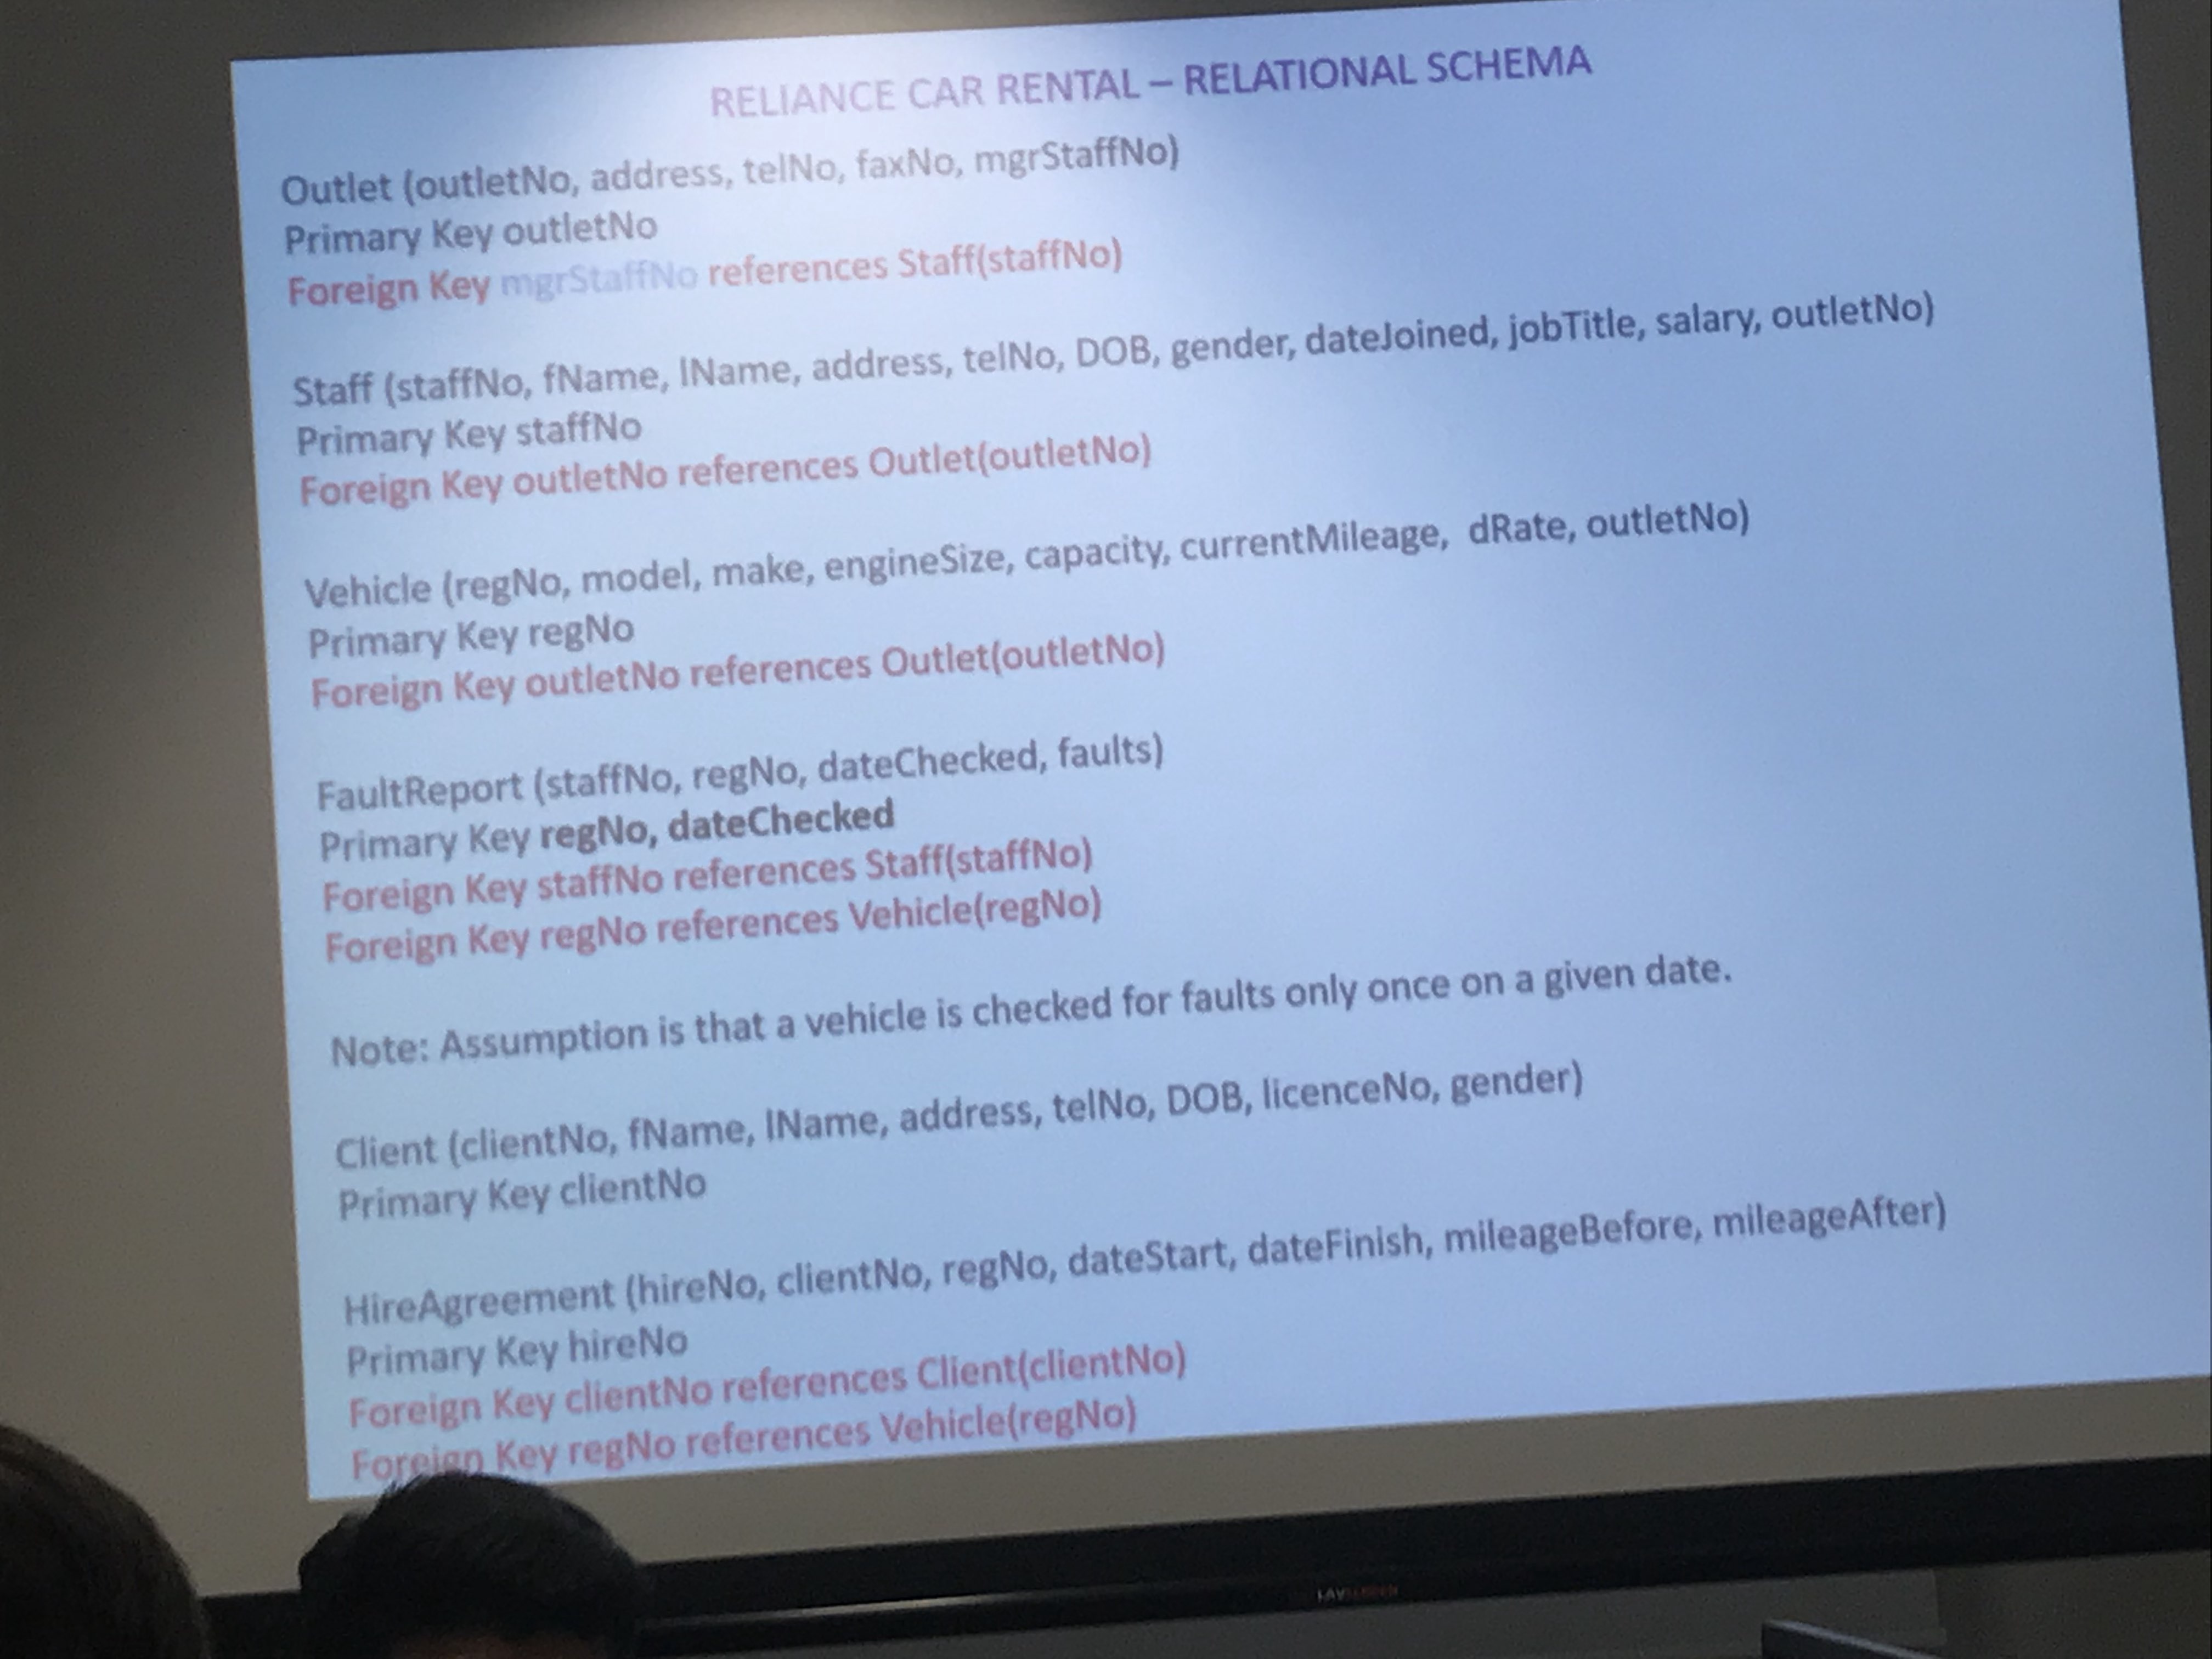 RELIANCE CAR RENTAL – RELATIONAL SCHEMA
Outlet (outletNo, address, telNo, faxNo, mgrStaffNo)
Primary Key outletNo
Foreign Key mgrStaffNo references Staff(staffNo)
Staff (staffNo, fName, lName, address, telNo, DOB, gender, dateJoined, jobTitle, salary, outletNo)
Primary Key staffNo
Foreign Key outletNo references Outlet(outletNo)
Vehicle (regNo, model, make, engineSize, capacity, currentMileage, dRate, outletNo)
Primary Key regNo
Foreign Key outletNo references Outlet(outletNo)
FaultReport (staffNo, regNo, dateChecked, faults)
Primary Key regNo, dateChecked
Foreign Key staffNo references Staff(staffNo)
Foreign Key regNo references Vehicle(regNo)
Note: Assumption is that a vehicle is checked for faults only once on a given date.
Client (clientNo, fName, lName, address, telNo, DOB, licenceNo, gender)
Primary Key clientNo
HireAgreement (hireNo, clientNo, regNo, dateStart, dateFinish, mileageBefore, mileageAfter)
Primary Key hireNo
Foreign Key clientNo references Client(clientNo)
Foreign Key regNo references Vehicle(regNo)